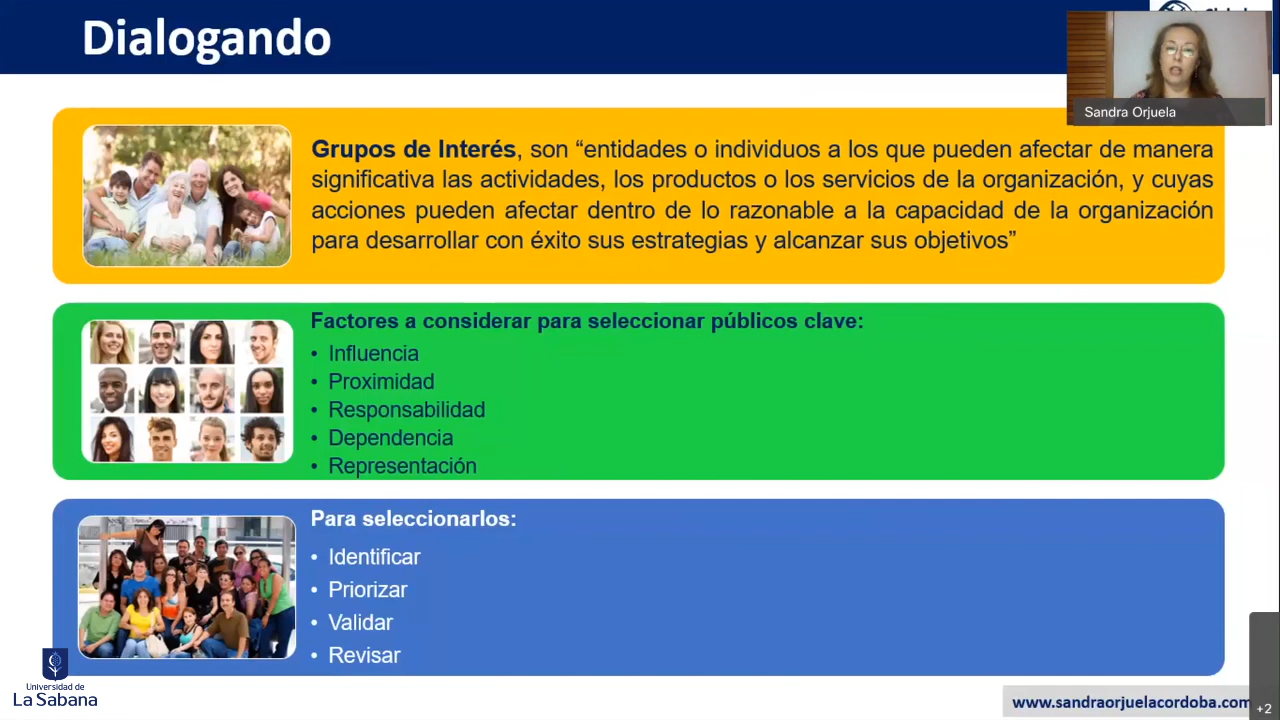 Dialogando
Sandra Orjuela
Grupos de Interés, son “entidades o individuos a los que pueden afectar de manera
significativa las actividades, los productos o los servicios de la organización, y cuyas
acciones pueden afectar dentro de lo razonable a la capacidad de la organización
para desarrollar con éxito sus estrategias y alcanzar sus objetivos”
Factores a considerar para seleccionar públicos clave:
• Influencia
• Proximidad
• Responsabilidad
• Dependencia
• Representación
Para seleccionarlos:
• Identificar
• Priorizar
• Validar
• Revisar
Universidad de
La Sabana
www.sandraorjuelacordoba.com
+2